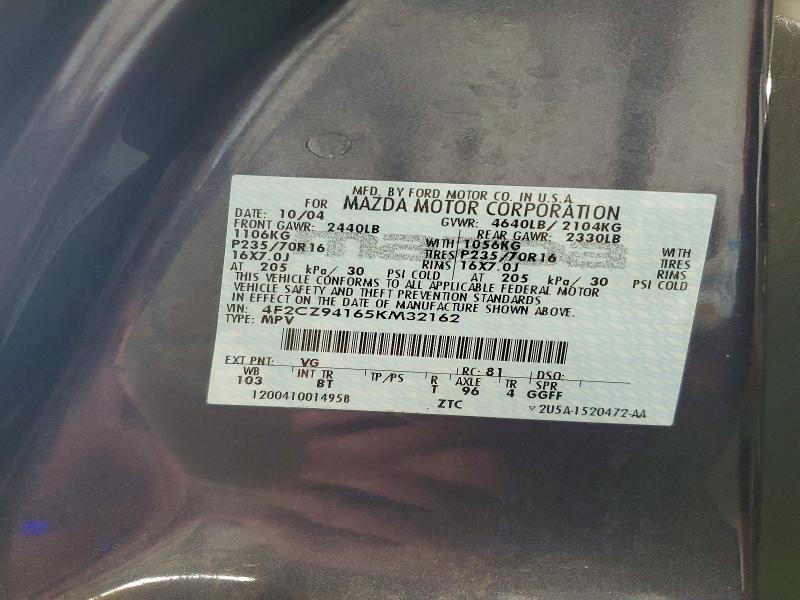 MFD. BY FORD MOTOR CO. IN U.S.A.
FOR MAZDA MOTOR CORPORATION
DATE: 10/04 GVWR: 4640LB/ 2104KG
FRONT GAWR: 2440LB REAR GAWR: 2330LB
1106KG WITH 1056KG WITH
P235/70R16 TIRES P235/70R16 TIRES
16X7.0J RIMS 16X7.0J RIMS
AT 205 kPa/ 30 PSI COLD AT 205 kPa/ 30 PSI COLD
THIS VEHICLE CONFORMS TO ALL APPLICABLE FEDERAL MOTOR
VEHICLE SAFETY AND THEFT PREVENTION STANDARDS
IN EFFECT ON THE DATE OF MANUFACTURE SHOWN ABOVE.
VIN: 4F2CZ94165KM32162
TYPE: MPV
EXT PNT: VG RC: 81 DSO:
WB INT TR TP/PS R AXLE TR SPR
103 BT T 96 4 GGFF
1200410014958 ZTC 2U5A-1520472-AA